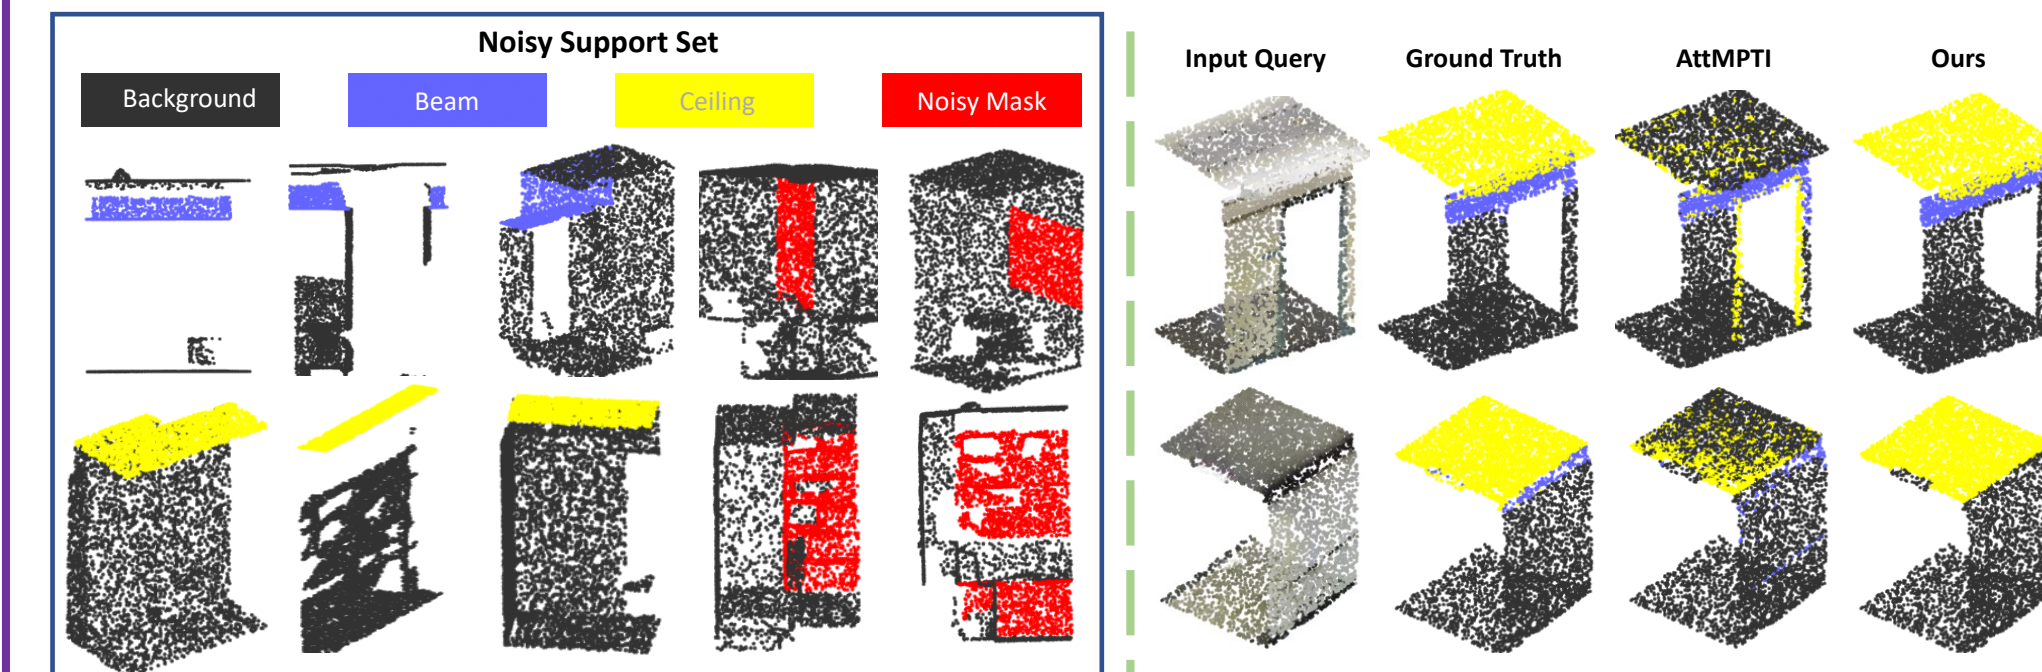 Noisy Support Set
Background Beam Ceiling Noisy Mask
Input Query Ground Truth AttMPTI Ours